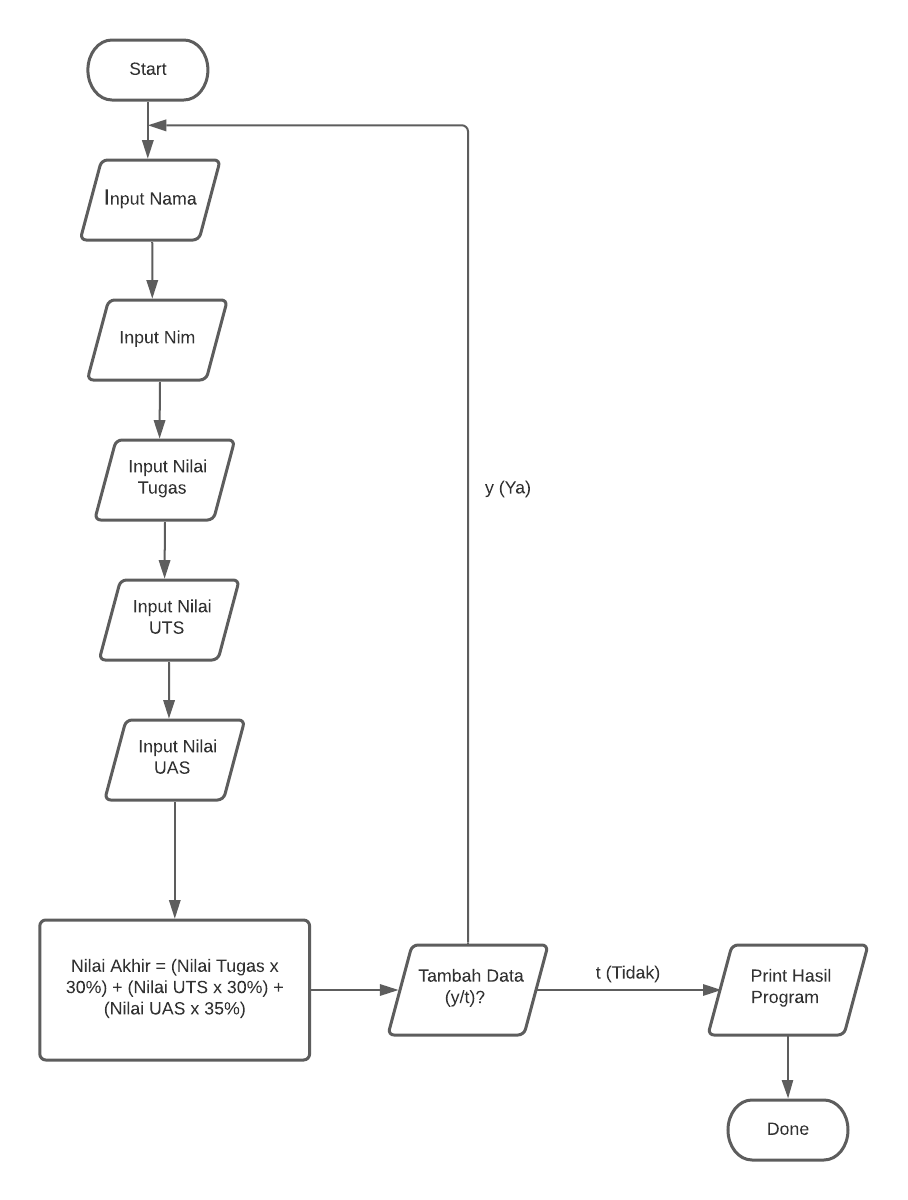 Start
Input Nama
Input Nim
Input Nilai
Tugas
Input Nilai
UTS
Input Nilai
UAS
Nilai Akhir = (Nilai Tugas x
30%) + (Nilai UTS x 30%) +
(Nilai UAS x 35%)
Tambah Data
(y/t)?
y (Ya)
t (Tidak)
Print Hasil
Program
Done